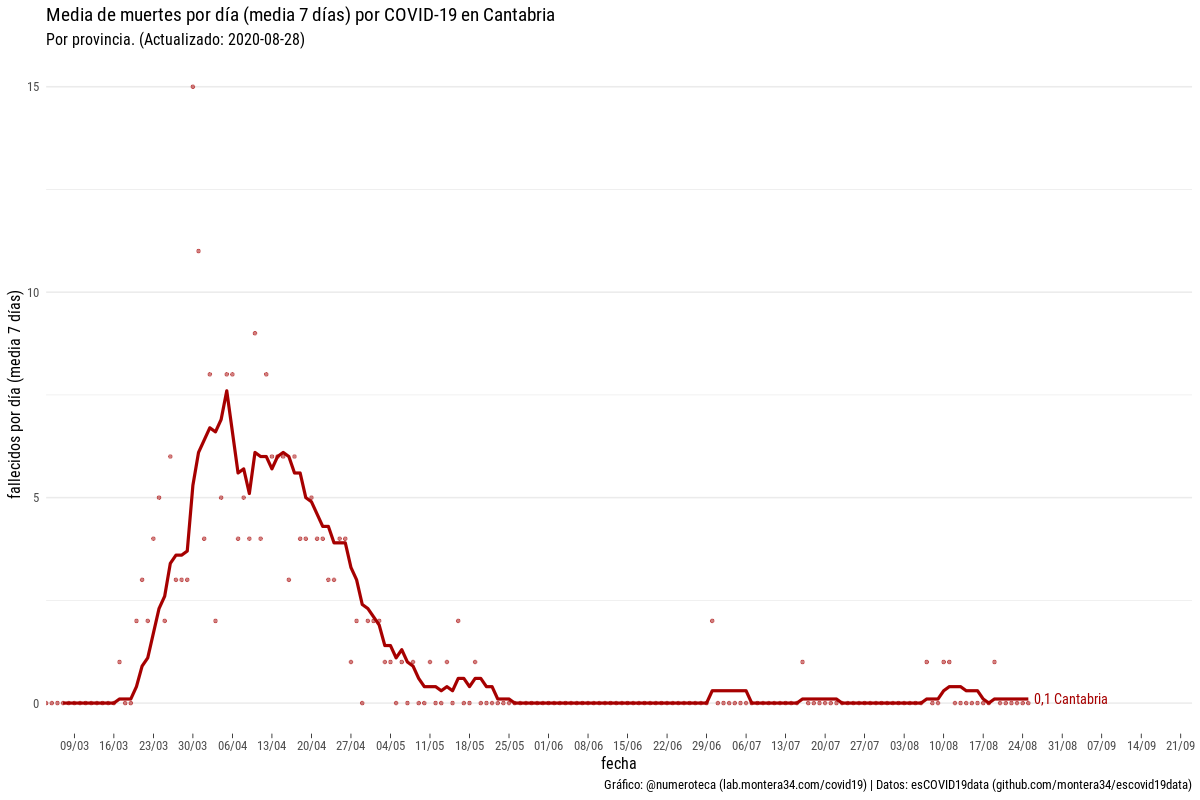 Media de muertes por día (media 7 días) por COVID-19 en Cantabria
Por provincia. (Actualizado: 2020-08-28)
fallecidos por día (media 7 días)
15
10
5
0
0,1 Cantabria
09/03 16/03 23/03 30/03 06/04 13/04 20/04 27/04 04/05 11/05 18/05 25/05 01/06 08/06 15/06 22/06 29/06 06/07 13/07 20/07 27/07 03/08 10/08 17/08 24/08 31/08 07/09 14/09 21/09
fecha
Gráfico: @numeroteca (lab.montera34.com/covid19) | Datos: esCOVID19data (github.com/montera34/escovid19data)